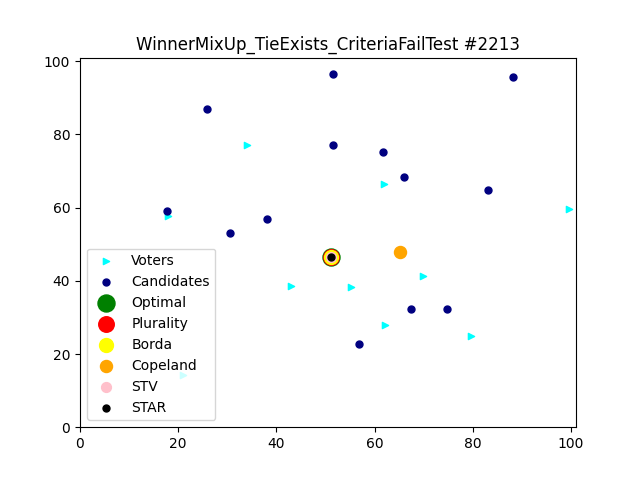 WinnerMixUp_TieExists_CriteriaFailTest #2213
100
80
60
40
20
0
Voters
Candidates
Optimal
Plurality
Borda
Copeland
STV
STAR
0 20 40 60 80 100